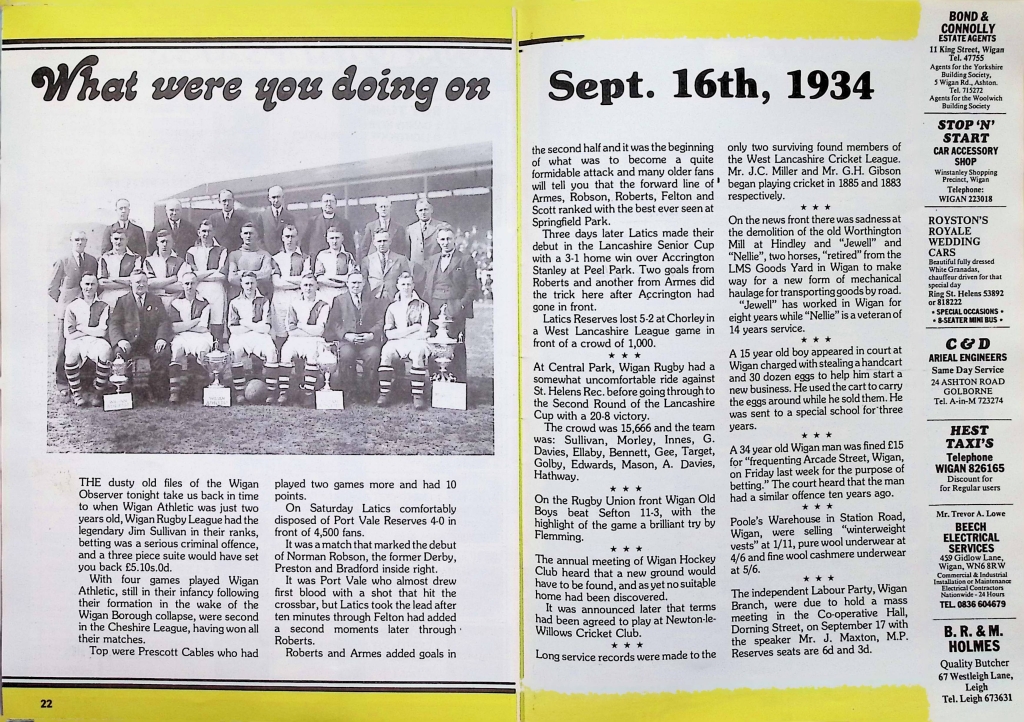 What were you doing on
THE dusty old files of the Wigan
Observer tonight take us back in time
to when Wigan Athletic was just two
years old, Wigan Rugby League had the
legendary Jim Sullivan in their ranks,
betting was a serious criminal offence,
and a three piece suite would have set
you back £5.10s.0d.
With four games played Wigan
Athletic, still in their infancy following
their formation in the wake of the
Wigan Borough collapse, were second
in the Cheshire League, having won all
their matches.
Top were Prescott Cables who had
played two games more and had 10
points.
On Saturday Latics comfortably
disposed of Port Vale Reserves 4-0 in
front of 4,500 fans.
It was a match that marked the debut
of Norman Robson, the former Derby,
Preston and Bradford inside right.
It was Port Vale who almost drew
first blood with a shot that hit the
crossbar, but Latics took the lead after
ten minutes through Felton had added
a second moments later through
Roberts.
Roberts and Armes added goals in
22
Sept. 16th, 1934
the second half and it was the beginning
of what was to become a quite
formidable attack and many older fans
will tell you that the forward line of
Armes, Robson, Roberts, Felton and
Scott ranked with the best ever seen at
Springfield Park.
Three days later Latics made their
debut in the Lancashire Senior Cup
with a 3-1 home win over Accrington
Stanley at Peel Park. Two goals from
Roberts and another from Armes did
the trick here after Accrington had
gone in front.
Latics Reserves lost 5-2 at Chorley in
a West Lancashire League game in
front of a crowd of 1,000.
★ ★ ★
At Central Park, Wigan Rugby had a
somewhat uncomfortable ride against
St. Helens Rec. before going through to
the Second Round of the Lancashire
Cup with a 20-8 victory.
The crowd was 15,666 and the team
was: Sullivan, Morley, Innes, G.
Davies, Ellaby, Bennett, Gee, Target,
Golby, Edwards, Mason, A. Davies,
Hathway.
★ ★ ★
On the Rugby Union front Wigan Old
Boys beat Sefton 11-3, with the
highlight of the game a brilliant try by
Flemming.
★ ★ ★
The annual meeting of Wigan Hockey
Club heard that a new ground would
have to be found, and as yet no suitable
home had been discovered.
It was announced later that terms
had been agreed to play at Newton-le-
Willows Cricket Club.
★ ★ ★
Long service records were made to the
only two surviving found members of
the West Lancashire Cricket League.
Mr. J.C. Miller and Mr. G.H. Gibson
began playing cricket in 1885 and 1883
respectively.
★ ★ ★
On the news front there was sadness at
the demolition of the old Worthington
Mill at Hindley and "Jewell" and
"Nellie", two horses, "retired" from the
LMS Goods Yard in Wigan to make
way for a new form of mechanical
haulage for transporting goods by road.
"Jewell" has worked in Wigan for
eight years while "Nellie" is a veteran of
14 years service.
★ ★ ★
A 15 year old boy appeared in court at
Wigan charged with stealing a handcart
and 30 dozen eggs to help him start a
new business. He used the cart to carry
the eggs around while he sold them. He
was sent to a special school for three
years.
★ ★ ★
A 34 year old Wigan man was fined £15
for "frequenting Arcade Street, Wigan,
on Friday last week for the purpose of
betting." The court heard that the man
had a similar offence ten years ago.
★ ★ ★
Poole's Warehouse in Station Road,
Wigan, were selling "winterweight
vests" at 1/11, pure wool underwear at
4/6 and fine wool cashmere underwear
at 5/6.
★ ★ ★
The independent Labour Party, Wigan
Branch, were due to hold a mass
meeting in the Co-operative Hall,
Dorning Street, on September 17 with
the speaker Mr. J. Maxton, M.P.
Reserves seats are 6d and 3d.
BOND &
CONNOLLY
ESTATE AGENTS
11 King Street, Wigan
Tel. 47755
Agents for the Yorkshire
Building Society,
5 Wigan Rd., Ashton.
Tel. 715272
Agents for the Woolwich
Building Society
STOP 'N'
START
CAR ACCESSORY
SHOP
Winstanley Shopping
Precinct, Wigan
Telephone:
WIGAN 223018
ROYSTON'S
ROYALE
WEDDING
CARS
Beautiful fully dressed
White Granadas,
chauffeur driven for that
special day
Ring St. Helens 53892
or 818222
• SPECIAL OCCASIONS •
• 8-SEATER MINI BUS •
C & D
ARIEAL ENGINEERS
Same Day Service
24 ASHTON ROAD
GOLBORNE
Tel. A-in-M 723274
HEST
TAXI'S
Telephone
WIGAN 826165
Discount for
for Regular users
Mr. Trevor A. Lowe
BEECH
ELECTRICAL
SERVICES
459 Gidlow Lane,
Wigan, WN6 8RW
Commercial & Industrial
Installation or Maintenance
Electrical Contractors
Nationwide - 24 Hours
TEL. 0836 604679
B. R. & M.
HOLMES
Quality Butcher
67 Westleigh Lane,
Leigh
Tel. Leigh 673631